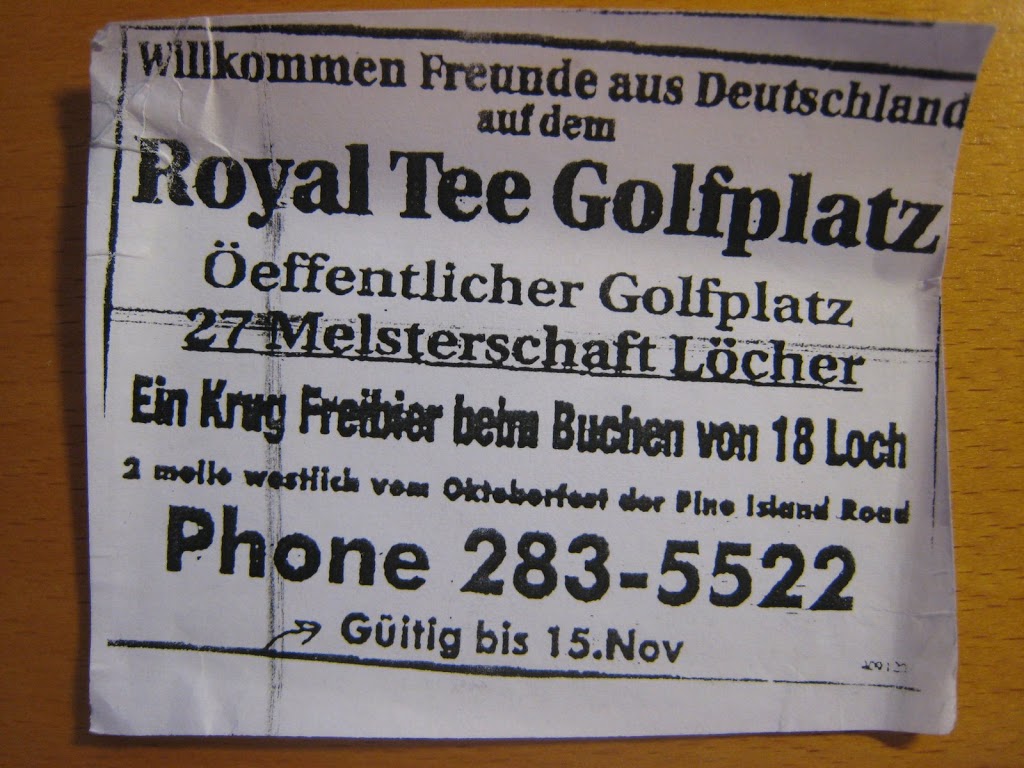 Willkommen Freunde aus Deutschland
auf dem
Royal Tee Golfplatz
Öeffentlicher Golfplatz
27 Melsterschaft Löcher
Ein Krug Freibier beim Buchen von 18 Loch
2 meile westlich vom Oktoberfest der Pine Island Road
Phone 283-5522
Güitig bis 15.Nov